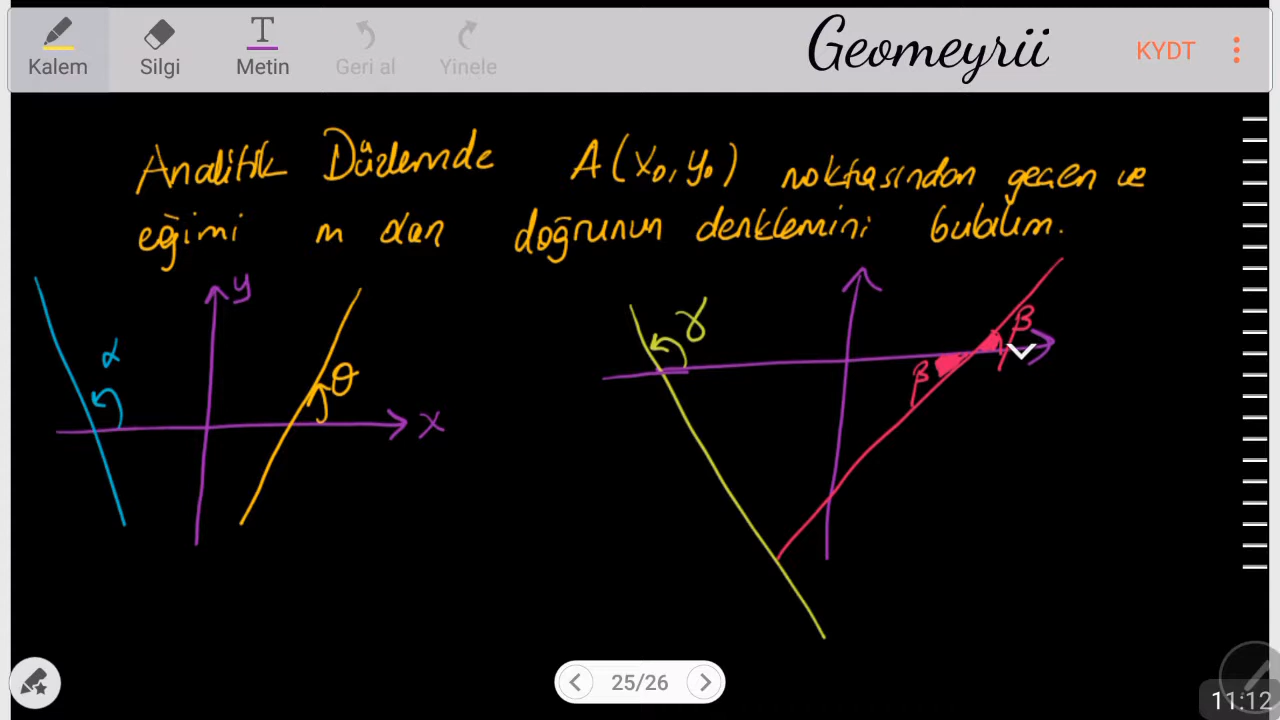 Kalem Silgi Metin Geri al Yinele Geomeyrii KYDT
Analitik Düzlemde A(x₀,y₀) noktasından geçen ve
eğimi m olan doğrunun denklemini bulalım.
y
α
θ
x
γ
β
β
25/26
11:12